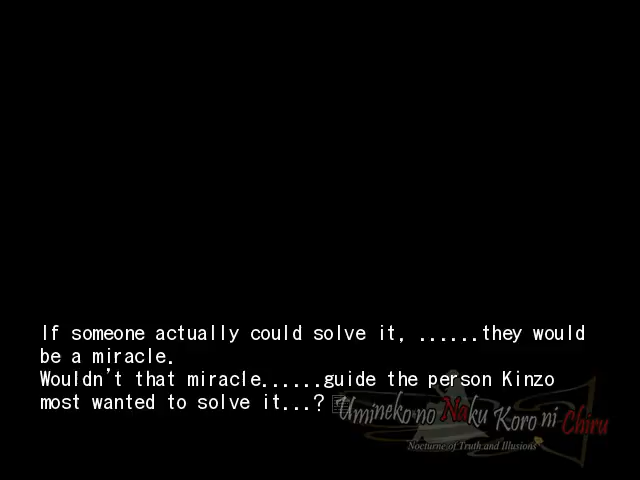 If someone actually could solve it, ......they would
be a miracle.
Wouldn't that miracle......guide the person Kinzo
most wanted to solve it...?
Umineko no Naku Koro ni Chiru
Nocturne of Truth and Illusions